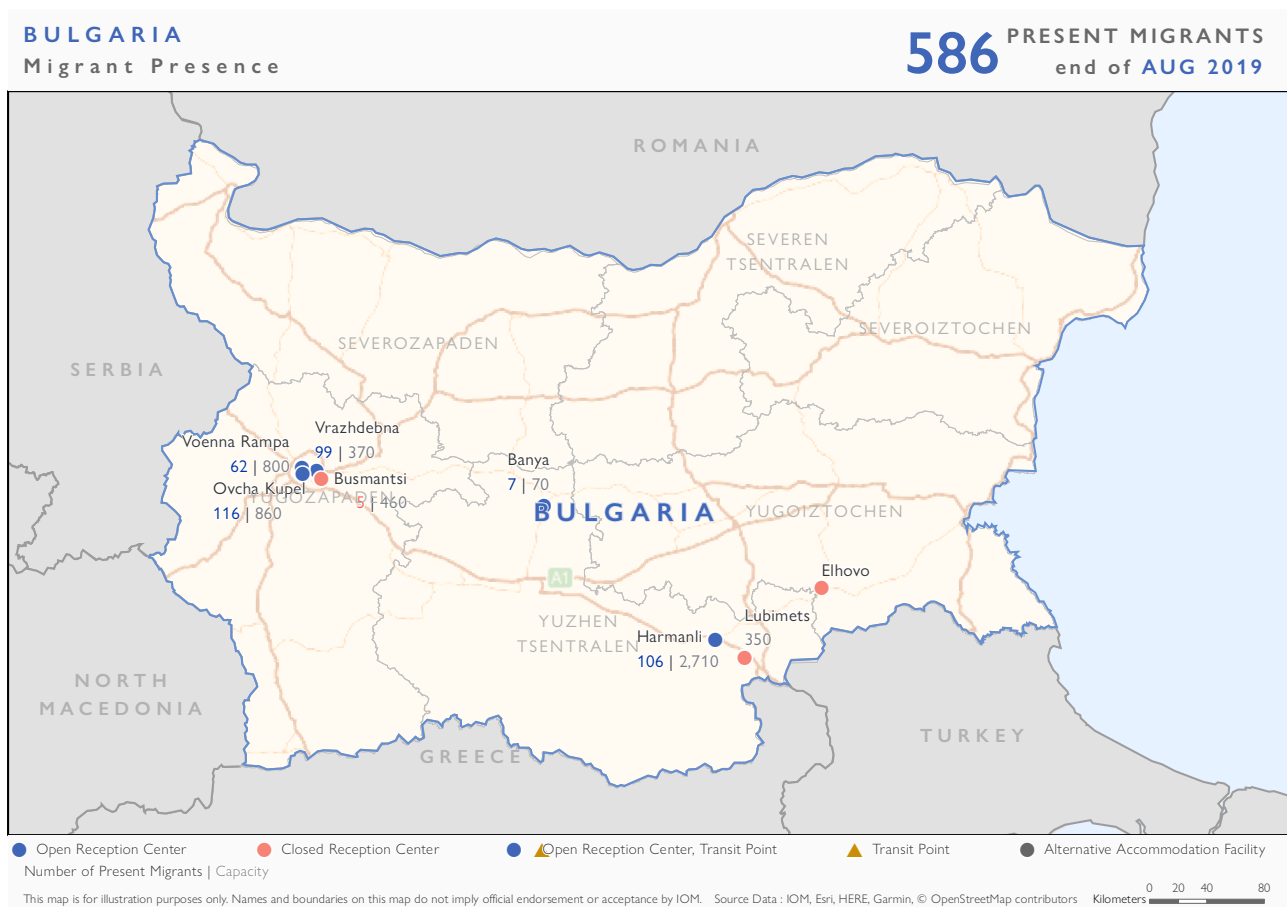 BULGARIA
Migrant Presence
586 PRESENT MIGRANTS
end of AUG 2019
ROMANIA
SEVEREN
TSENTRALEN
SEVEROIZTOCHEN
SEVEROZAPADEN
SERBIA
Vrazhdebna
99 | 370
Voenna Rampa
62 | 800
Busmantsi
5 | 460
Ovcha Kupel
116 | 860
YUGOZAPADEN
Banya
7 | 70
BULGARIA
YUGOIZTOCHEN
Elhovo
A1
Lubimets
350
YUZHEN
TSENTRALEN
Harmanli
106 | 2,710
NORTH
MACEDONIA
GREECE
TURKEY
Open Reception Center
Closed Reception Center
Open Reception Center, Transit Point
Transit Point
Alternative Accommodation Facility
Number of Present Migrants | Capacity
This map is for illustration purposes only. Names and boundaries on this map do not imply official endorsement or acceptance by IOM. Source Data : IOM, Esri, HERE, Garmin, © OpenStreetMap contributors
Kilometers 0 20 40 80